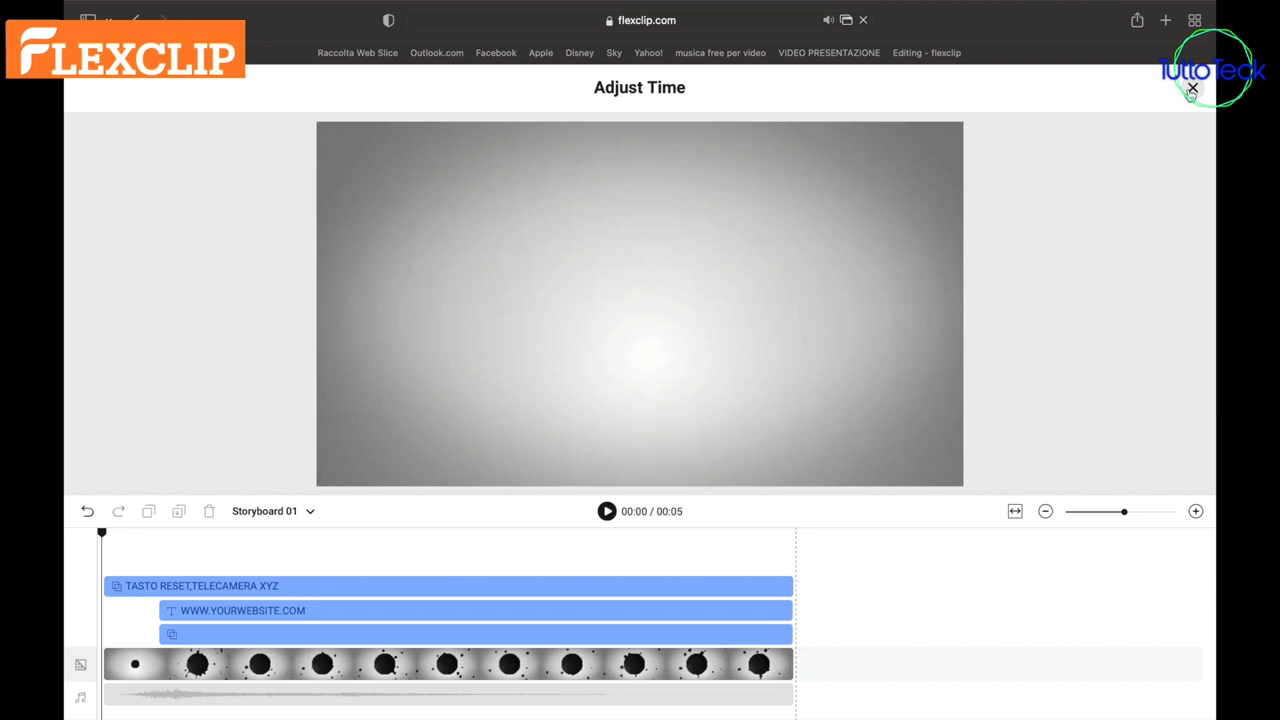 flexclip.com
FLEXCLIP
Raccolta Web Slice Outlook.com Facebook Apple Disney Sky Yahoo! musica free per video VIDEO PRESENTAZIONE Editing - flexclip
TuttoTeck
Adjust Time
Storyboard 01 00:00 / 00:05
TASTO RESET,TELECAMERA XYZ
WWW.YOURWEBSITE.COM